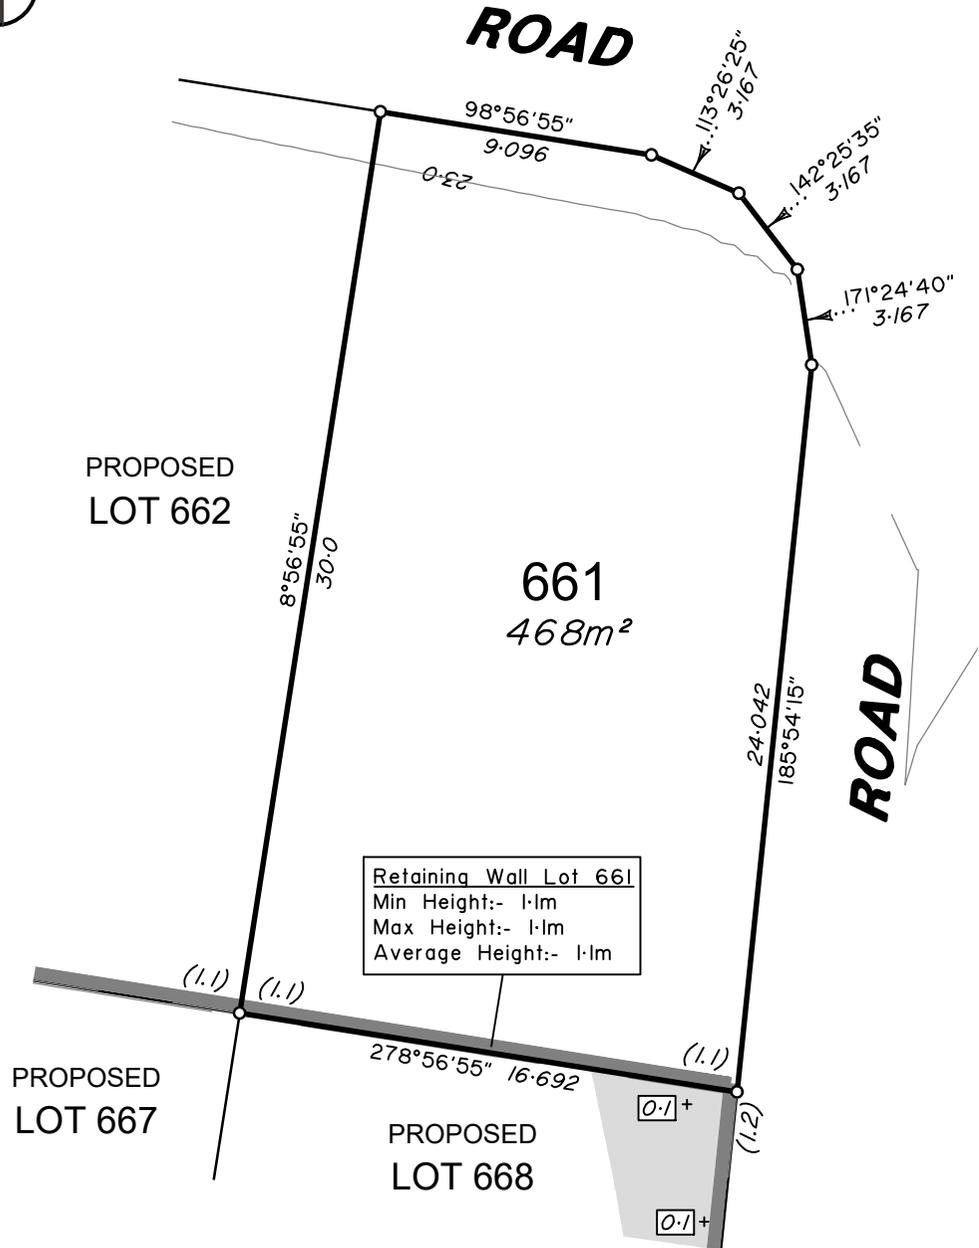 ROAD
98°56'55"
9·096
113°26'25"
3·167
142°25'35"
3·167
171°24'40"
3·167
23·0
PROPOSED
LOT 662
8°56'55"
30·0
661
468m²
24·042
185°54'15"
ROAD
Retaining Wall Lot 661
Min Height:- 1·1m
Max Height:- 1·1m
Average Height:- 1·1m
(1.1)
(1.1)
(1.1)
278°56'55" 16·692
(1.2)
PROPOSED
LOT 667
PROPOSED
LOT 668
0·1 +
0·1 +